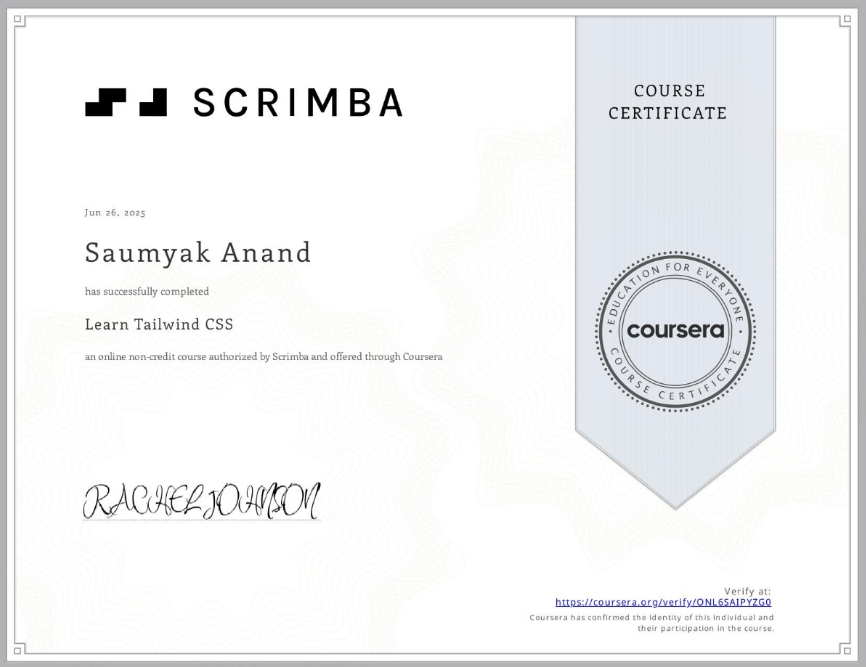 SCRIMBA
COURSE
CERTIFICATE
Jun 26, 2025
Saumyak Anand
has successfully completed
Learn Tailwind CSS
an online non-credit course authorized by Scrimba and offered through Coursera
EDUCATION FOR EVERYONE
coursera
COURSE CERTIFICATE
RACHEL JOHNSON
Verify at:
https://coursera.org/verify/ONL6SAIPYZG0
Coursera has confirmed the identity of this individual and
their participation in the course.